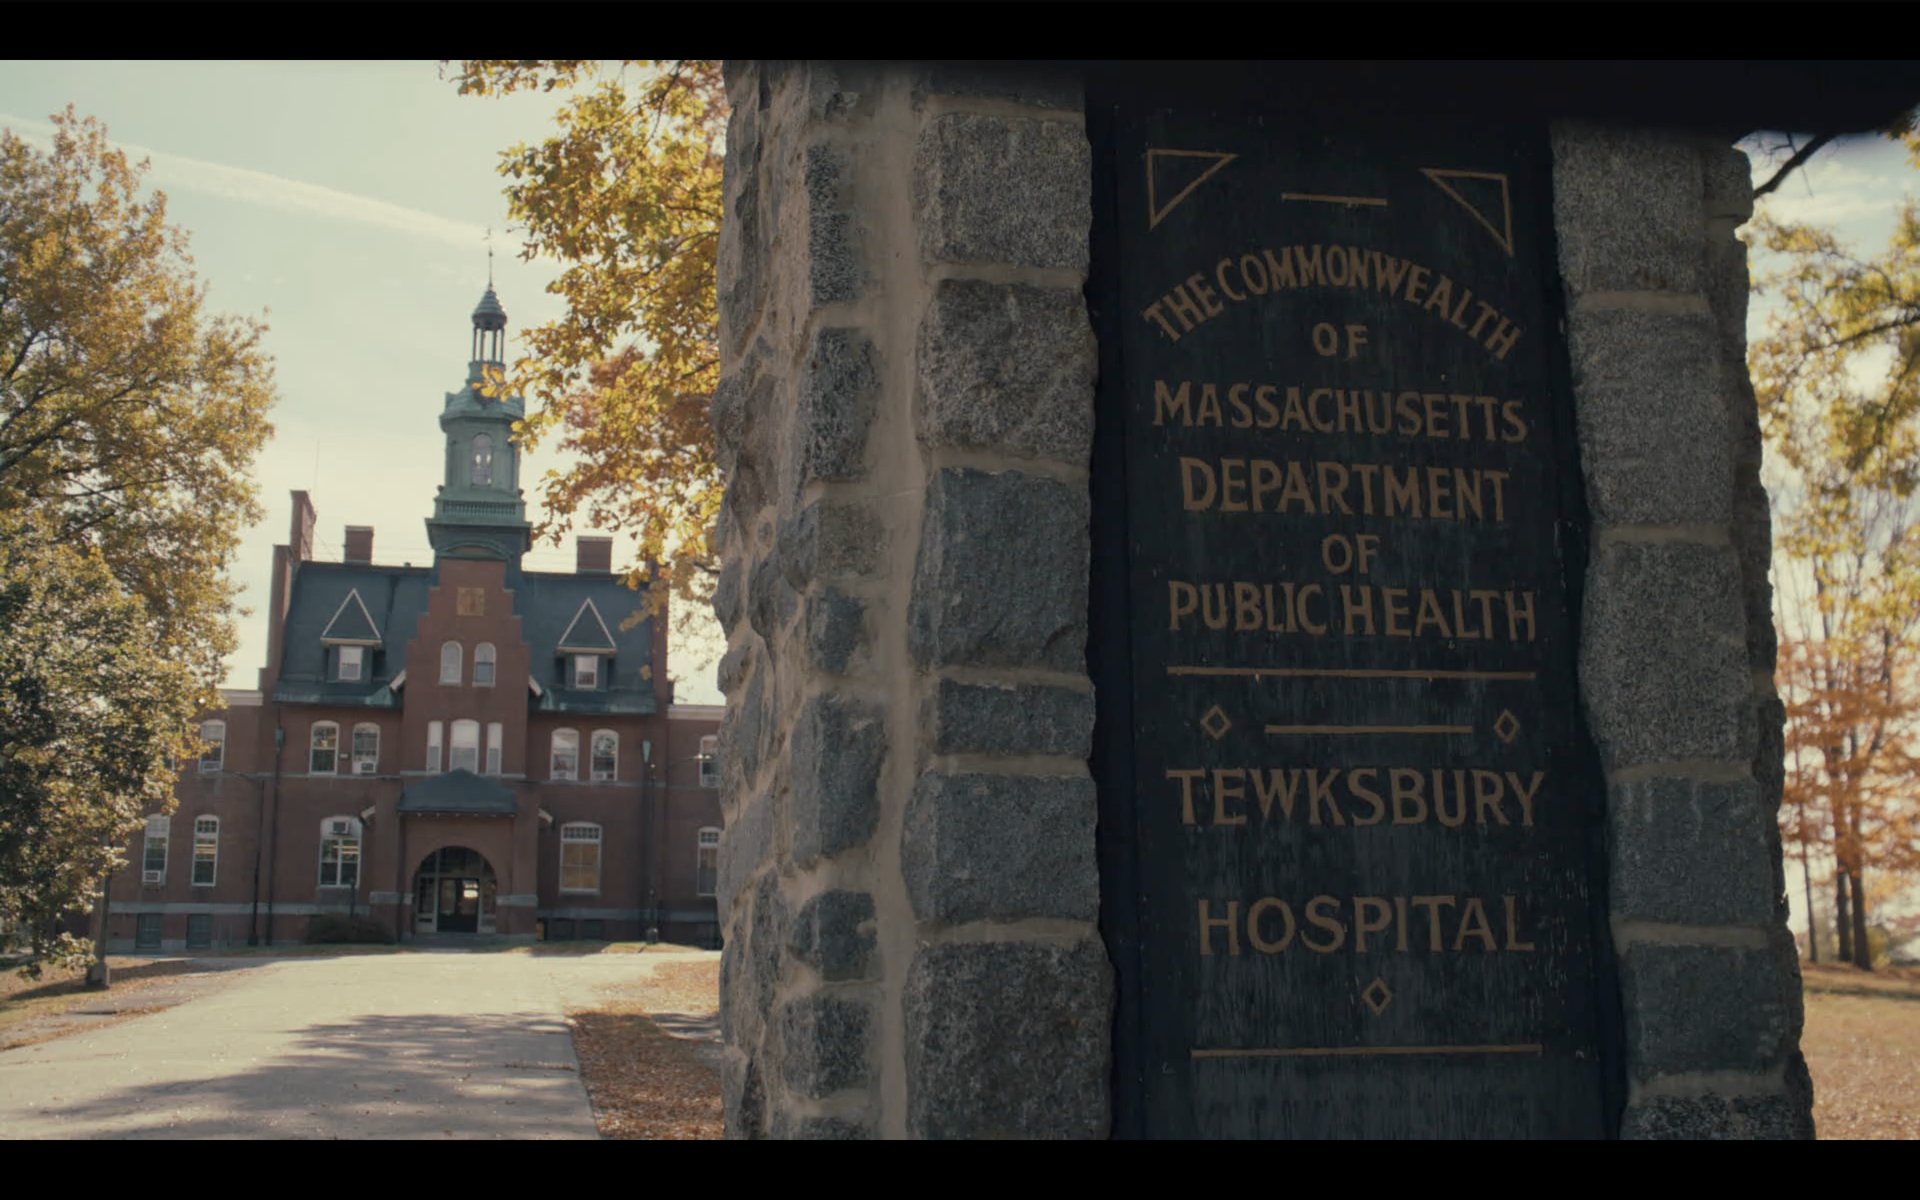 THE COMMONWEALTH
OF
MASSACHUSETTS
DEPARTMENT
OF
PUBLIC HEALTH
TEWKSBURY
HOSPITAL